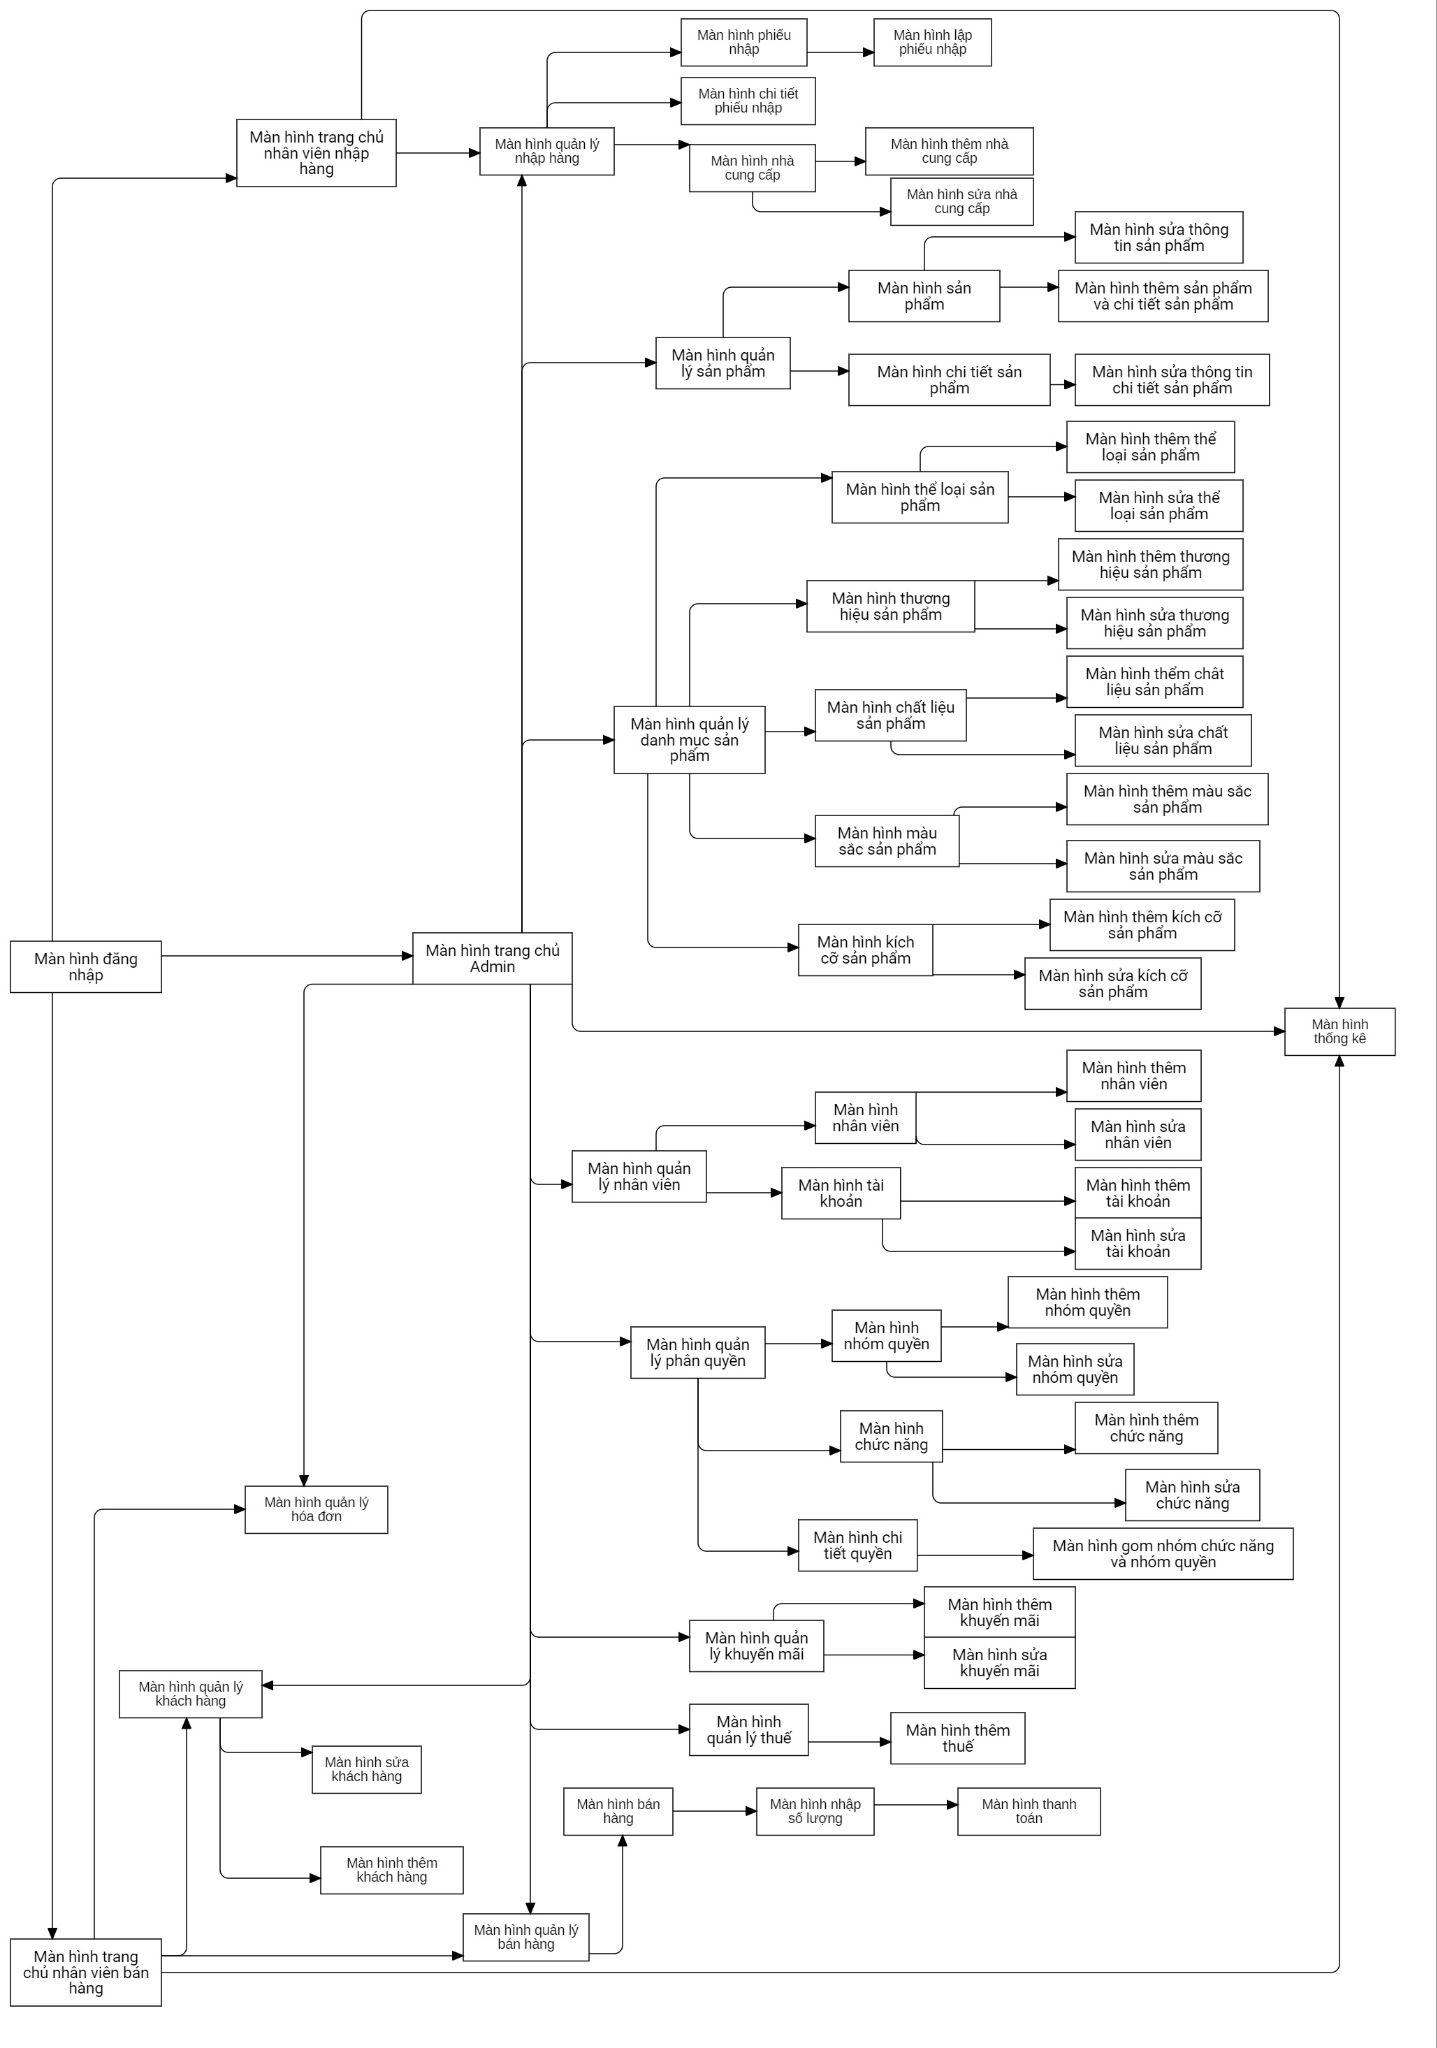 Màn hình phiếu
nhập
Màn hình lập
phiếu nhập
Màn hình chi tiết
phiếu nhập
Màn hình trang chủ
nhân viên nhập
hàng
Màn hình quản lý
nhập hàng
Màn hình nhà
cung cấp
Màn hình thêm nhà
cung cấp
Màn hình sửa nhà
cung cấp
Màn hình sửa thông
tin sản phẩm
Màn hình sản
phẩm
Màn hình thêm sản phẩm
và chi tiết sản phẩm
Màn hình quản
lý sản phẩm
Màn hình chi tiết sản
phẩm
Màn hình sửa thông tin
chi tiết sản phẩm
Màn hình thêm thể
loại sản phẩm
Màn hình thể loại sản
phẩm
Màn hình sửa thể
loại sản phẩm
Màn hình thêm thương
hiệu sản phẩm
Màn hình thương
hiệu sản phẩm
Màn hình sửa thương
hiệu sản phẩm
Màn hình thểm chât
liệu sản phẩm
Màn hình chất liệu
sản phẩm
Màn hình sửa chất
liệu sản phẩm
Màn hình quản lý
danh mục sản
phẩm
Màn hình thêm màu sắc
sản phẩm
Màn hình màu
sắc sản phẩm
Màn hình sửa màu sắc
sản phẩm
Màn hình thêm kích cỡ
sản phẩm
Màn hình kích
cỡ sản phẩm
Màn hình sửa kích cỡ
sản phẩm
Màn hình đăng
nhập
Màn hình trang chủ
Admin
Màn hình
thống kê
Màn hình thêm
nhân viên
Màn hình
nhân viên
Màn hình sửa
nhân viên
Màn hình quản
lý nhân viên
Màn hình tài
khoản
Màn hình thêm
tài khoản
Màn hình sửa
tài khoản
Màn hình thêm
nhóm quyền
Màn hình
nhóm quyền
Màn hình quản
lý phân quyền
Màn hình sửa
nhóm quyền
Màn hình
chức năng
Màn hình thêm
chức năng
Màn hình sửa
chức năng
Màn hình quản lý
hóa đơn
Màn hình chi
tiết quyền
Màn hình gom nhóm chức năng
và nhóm quyền
Màn hình thêm
khuyến mãi
Màn hình quản
lý khuyến mãi
Màn hình sửa
khuyến mãi
Màn hình quản lý
khách hàng
Màn hình
quản lý thuế
Màn hình thêm
thuế
Màn hình sửa
khách hàng
Màn hình bán
hàng
Màn hình nhập
số lượng
Màn hình thanh
toán
Màn hình thêm
khách hàng
Màn hình quản lý
bán hàng
Màn hình trang
chủ nhân viên bán
hàng